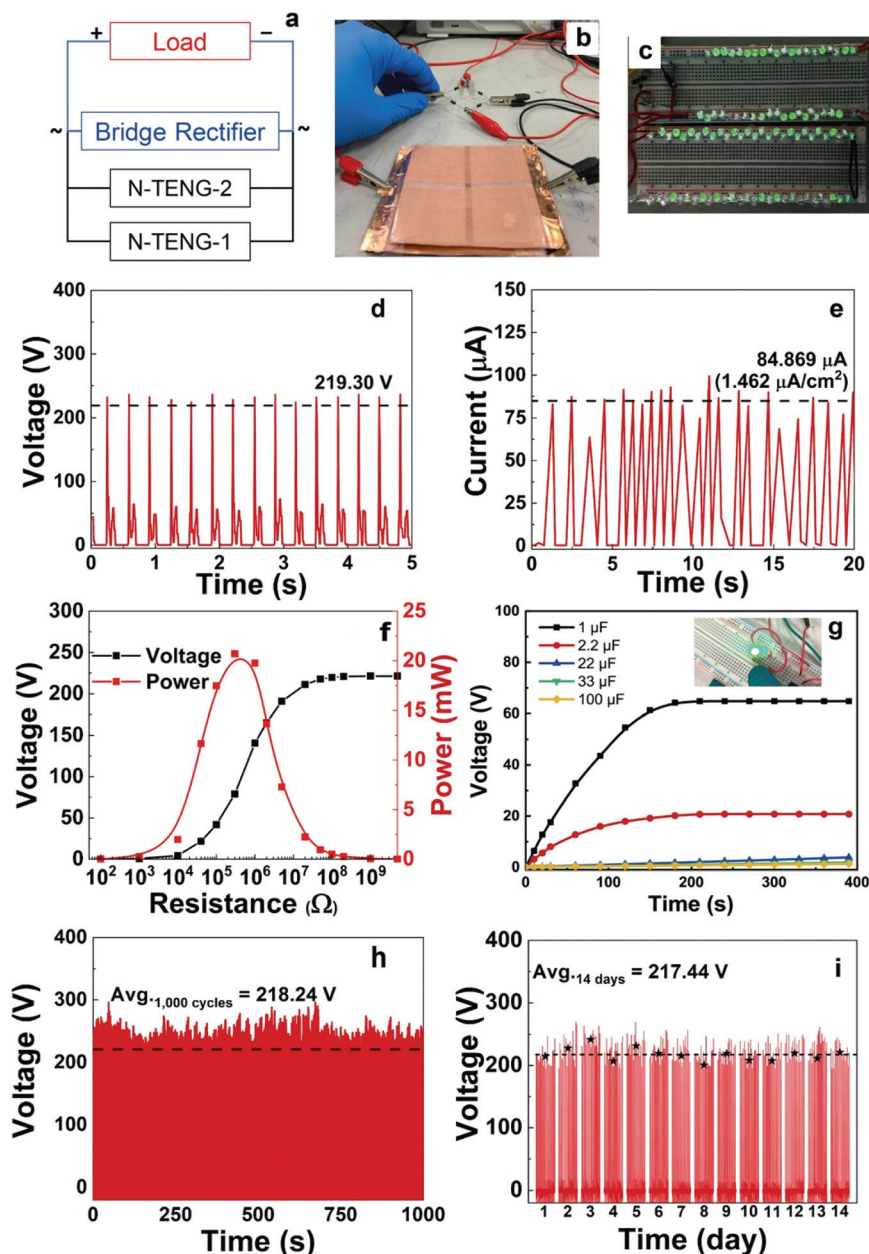 a
+ Load −
~ Bridge Rectifier ~
N-TENG-2
N-TENG-1
b
c
d
Voltage (V)
400
300
200
100
0
219.30 V
0 1 2 3 4 5
Time (s)
e
Current (μA)
150
125
100
75
50
25
0
84.869 μA
(1.462 μA/cm²)
0 5 10 15 20
Time (s)
f
Voltage (V)
300
250
200
150
100
50
0
Voltage
Power
25
20
15
10
5
0
Power (mW)
10² 10³ 10⁴ 10⁵ 10⁶ 10⁷ 10⁸ 10⁹
Resistance (Ω)
g
Voltage (V)
100
80
60
40
20
0
1 μF
2.2 μF
22 μF
33 μF
100 μF
0 100 200 300 400
Time (s)
h
Voltage (V)
400
300
200
100
0
Avg.1,000 cycles = 218.24 V
0 250 500 750 1000
Time (s)
i
Voltage (V)
400
300
200
100
0
Avg.14 days = 217.44 V
1 2 3 4 5 6 7 8 9 10 11 12 13 14
Time (day)